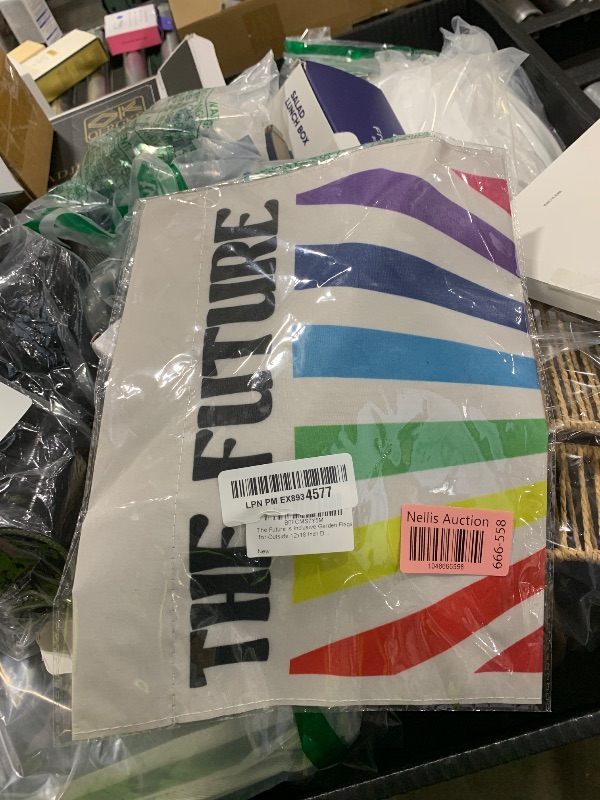 SALAD
LUNCH BOX
THE FUTURE
LPN PM EX8934577
The Future is Inclusive Garden Flags
for Outside 12x18 Inch D
New
Nellis Auction
1048665558
666-558